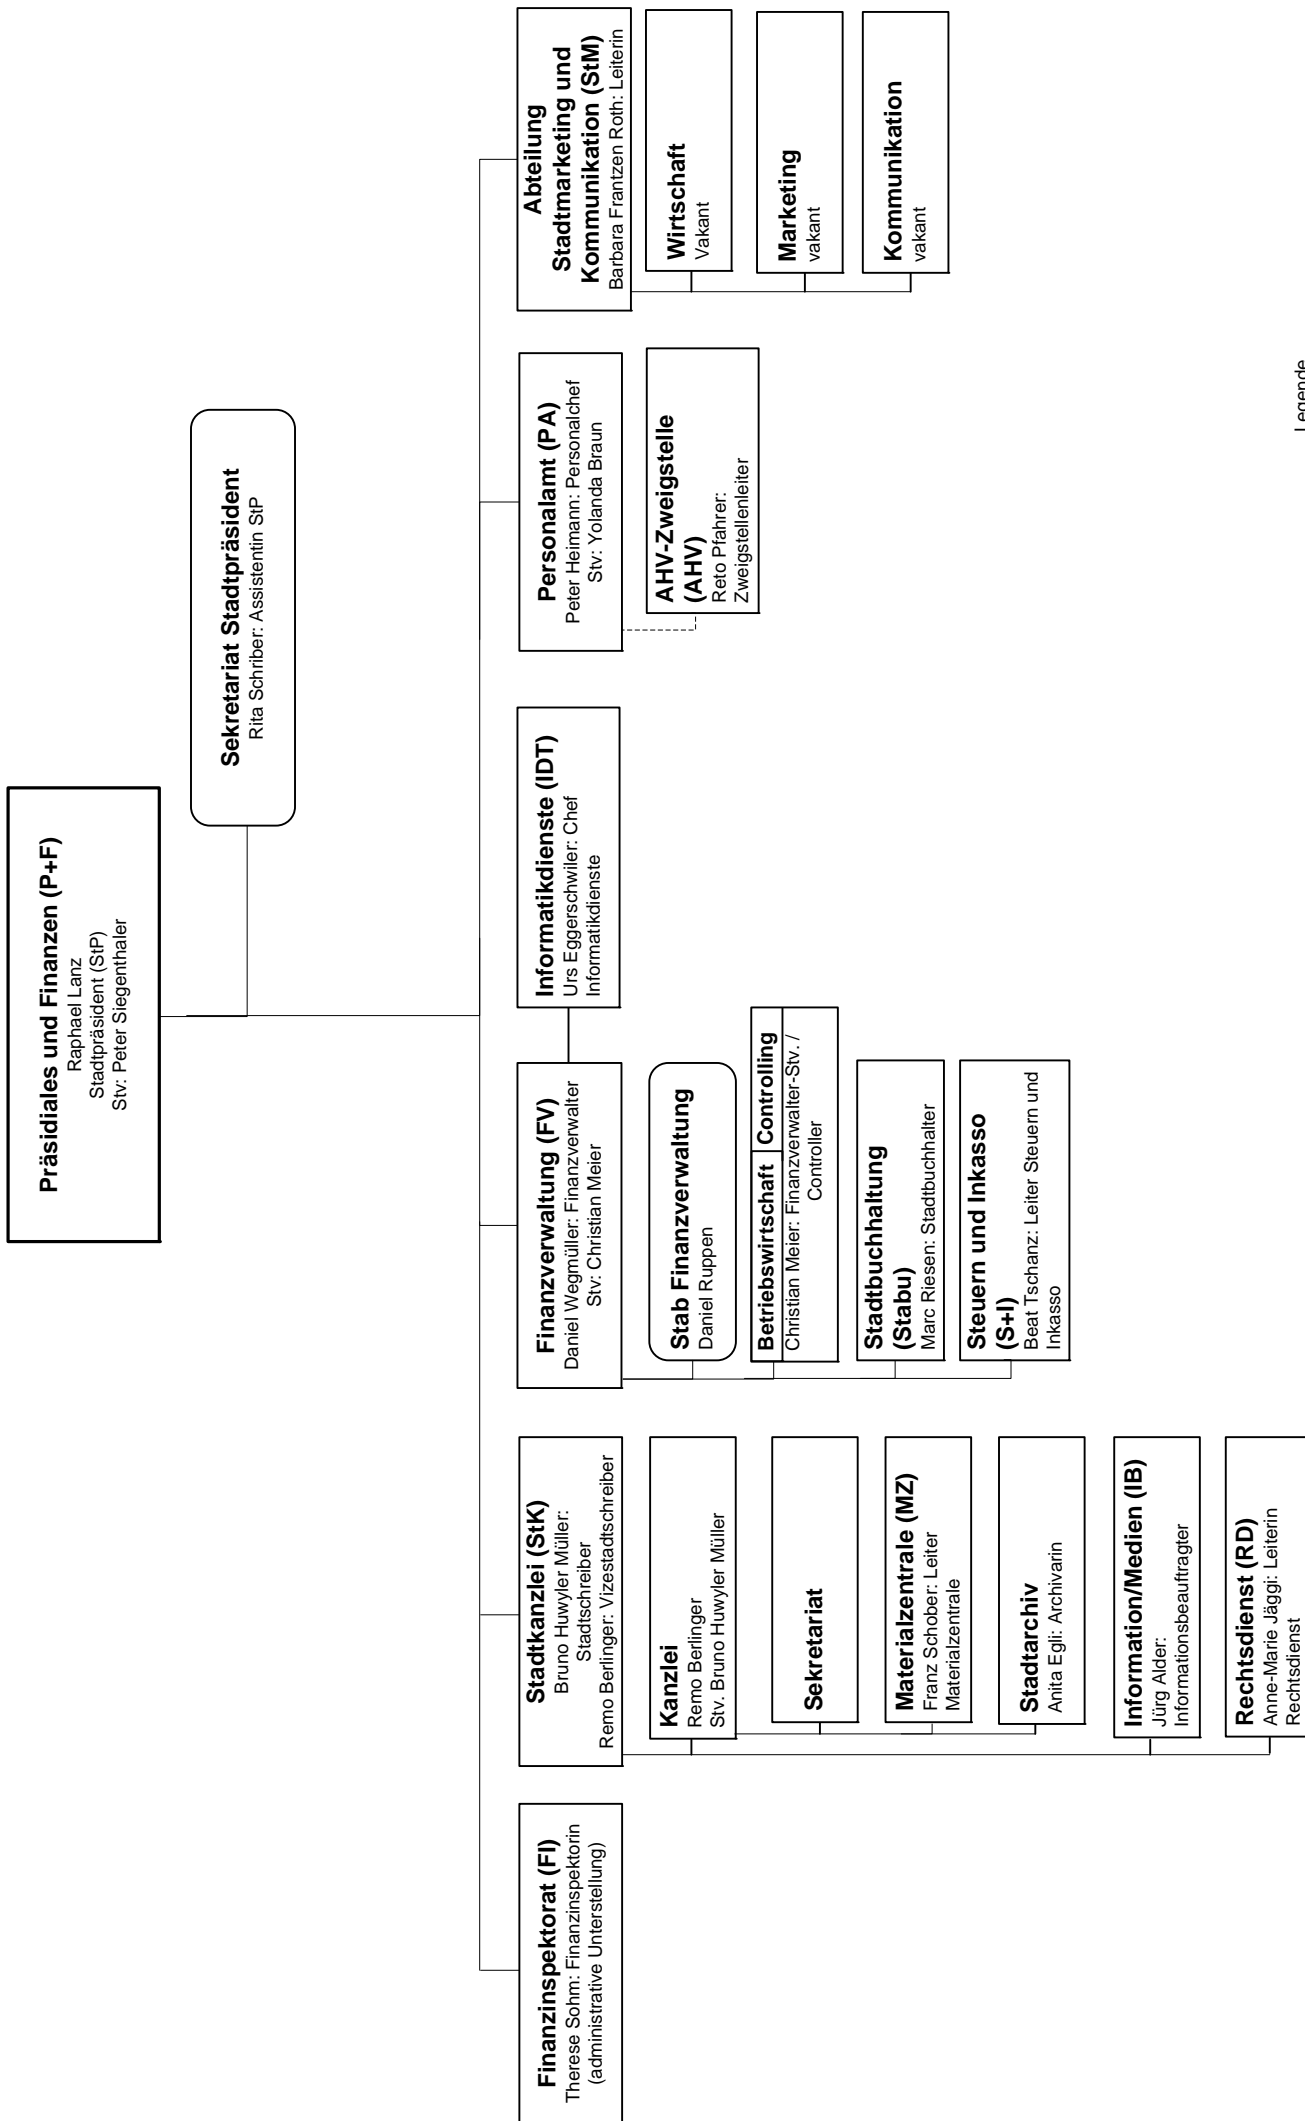 Präsidiales und Finanzen (P+F)
Raphael Lanz
Stadtpräsident (StP)
Stv: Peter Siegenthaler
Sekretariat Stadtpräsident
Rita Schriber: Assistentin StP
Finanzinspektorat (FI)
Therese Sohm: Finanzinspektorin
(administrative Unterstellung)
Stadtkanzlei (StK)
Bruno Huwyler Müller:
Stadtschreiber
Remo Berlinger: Vizestadtschreiber
Kanzlei
Remo Berlinger
Stv. Bruno Huwyler Müller
Sekretariat
Materialzentrale (MZ)
Franz Schober: Leiter
Materialzentrale
Stadtarchiv
Anita Egli: Archivarin
Information/Medien (IB)
Jürg Alder:
Informationsbeauftragter
Rechtsdienst (RD)
Anne-Marie Jäggi: Leiterin
Rechtsdienst
Finanzverwaltung (FV)
Daniel Wegmüller: Finanzverwalter
Stv: Christian Meier
Stab Finanzverwaltung
Daniel Ruppen
Betriebswirtschaft
Controlling
Christian Meier: Finanzverwalter-Stv. /
Controller
Stadtbuchhaltung
(Stabu)
Marc Riesen: Stadtbuchhalter
Steuern und Inkasso
(S+I)
Beat Tschanz: Leiter Steuern und
Inkasso
Informatikdienste (IDT)
Urs Eggerschwiler: Chef
Informatikdienste
Personalamt (PA)
Peter Heimann: Personalchef
Stv: Yolanda Braun
AHV-Zweigstelle
(AHV)
Reto Pfahrer:
Zweigstellenleiter
Abteilung
Stadtmarketing und
Kommunikation (StM)
Barbara Frantzen Roth: Leiterin
Wirtschaft
Vakant
Marketing
vakant
Kommunikation
vakant
Legende